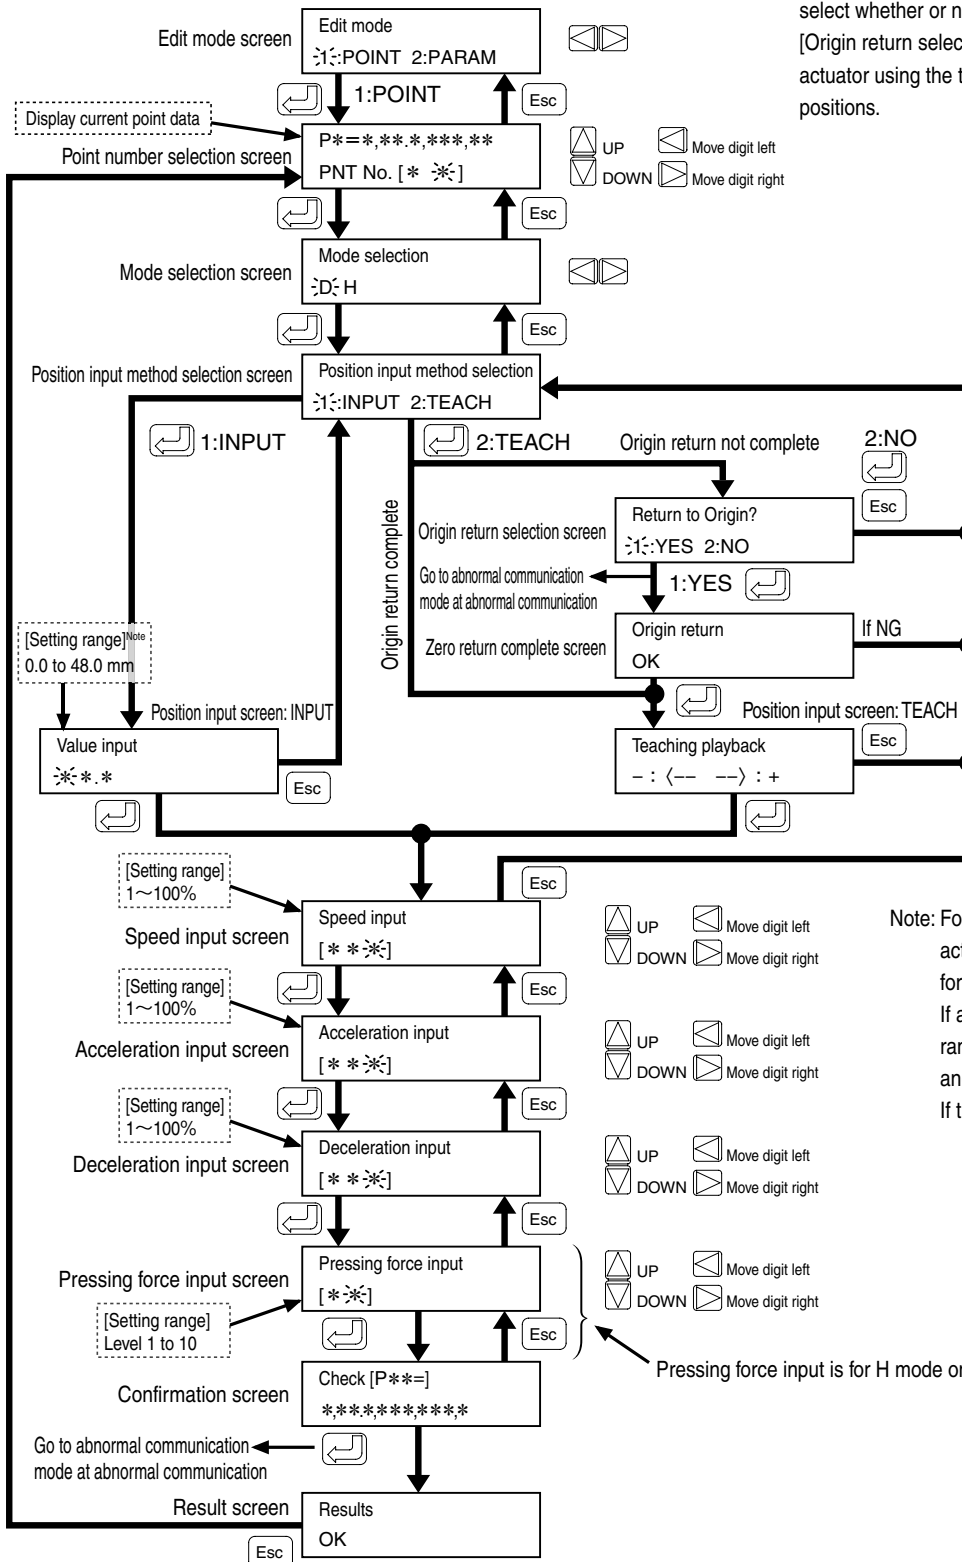 select whether or n
[Origin return selec
actuator using the t
positions.
Edit mode screen
Edit mode
1:POINT 2:PARAM
1:POINT
Esc
Display current point data
P*=*,**.*,***,**
Point number selection screen
PNT No. [* *]
UP
Move digit left
DOWN
Move digit right
Esc
Mode selection screen
Mode selection
D H
Esc
Position input method selection screen
Position input method selection
1:INPUT 2:TEACH
1:INPUT
2:TEACH
Origin return not complete
2:NO
Esc
Origin return complete
Origin return selection screen
Return to Origin?
1:YES 2:NO
Go to abnormal communication
mode at abnormal communication
1:YES
Zero return complete screen
Origin return
OK
If NG
[Setting range]Note
0.0 to 48.0 mm
Position input screen: INPUT
Value input
**.*
Esc
Position input screen: TEACH
Teaching playback
– : 〈–– ––〉 : +
Esc
[Setting range]
1～100%
Esc
Speed input screen
Speed input
[***]
UP
Move digit left
DOWN
Move digit right
Esc
[Setting range]
1～100%
Acceleration input screen
Acceleration input
[***]
UP
Move digit left
DOWN
Move digit right
Esc
[Setting range]
1～100%
Deceleration input screen
Deceleration input
[***]
UP
Move digit left
DOWN
Move digit right
Esc
Pressing force input screen
Pressing force input
[**]
UP
Move digit left
DOWN
Move digit right
[Setting range]
Level 1 to 10
Esc
Pressing force input is for H mode o
Confirmation screen
Check [P**=]
*,**.*,***,***,*
Go to abnormal communication
mode at abnormal communication
Result screen
Results
OK
Esc
Note: Fo
act
for
If a
ran
an
If t